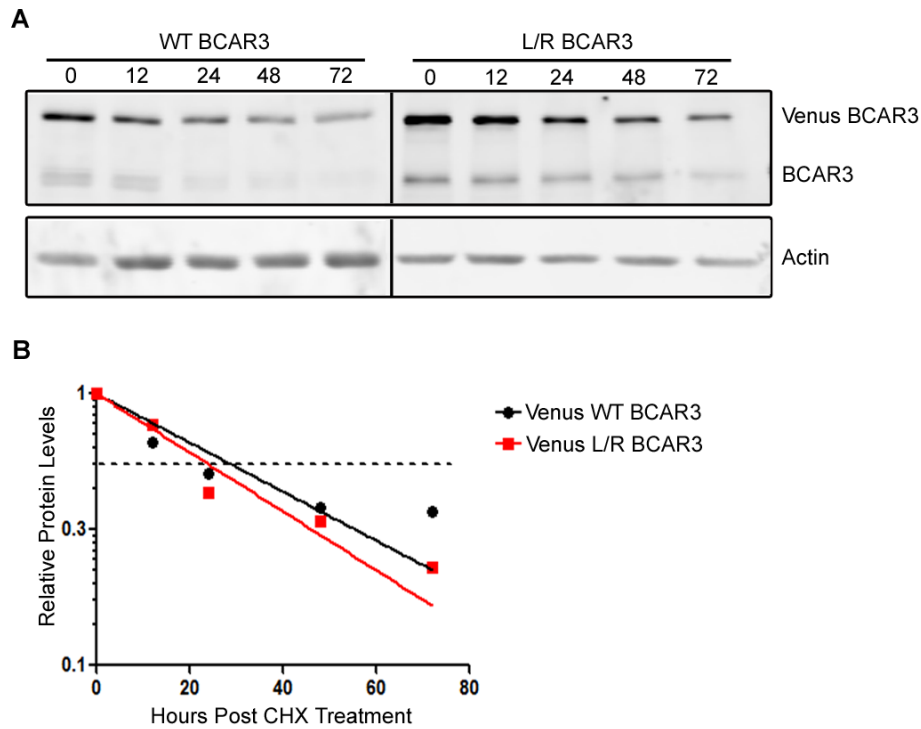 A
WT BCAR3
L/R BCAR3
0 12 24 48 72
0 12 24 48 72
Venus BCAR3
BCAR3
Actin
B
Relative Protein Levels
1
0.3
0.1
0 20 40 60 80
Hours Post CHX Treatment
Venus WT BCAR3
Venus L/R BCAR3